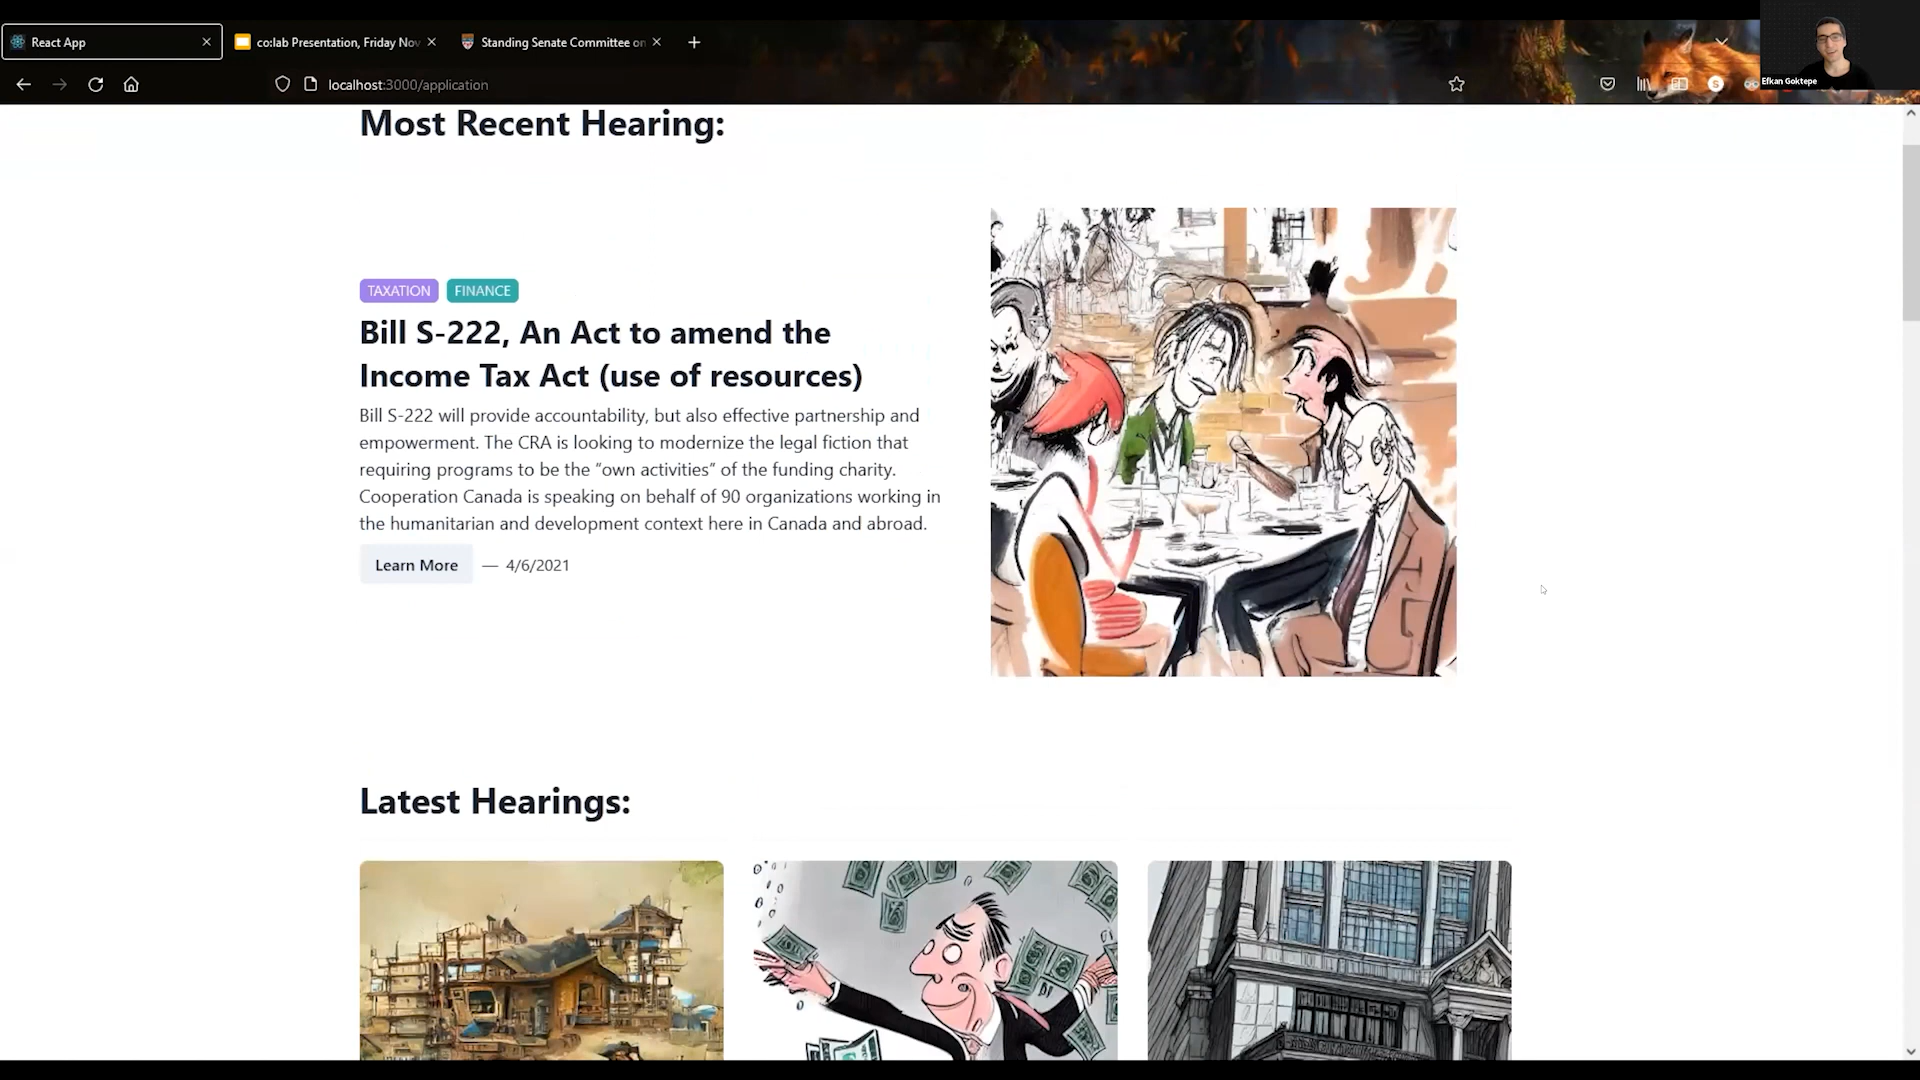 React App
co:lab Presentation, Friday Nov
Standing Senate Committee on
localhost:3000/application
Efkan Goktepe
Most Recent Hearing:
TAXATION FINANCE
Bill S-222, An Act to amend the
Income Tax Act (use of resources)
Bill S-222 will provide accountability, but also effective partnership and
empowerment. The CRA is looking to modernize the legal fiction that
requiring programs to be the “own activities” of the funding charity.
Cooperation Canada is speaking on behalf of 90 organizations working in
the humanitarian and development context here in Canada and abroad.
Learn More — 4/6/2021
Latest Hearings: